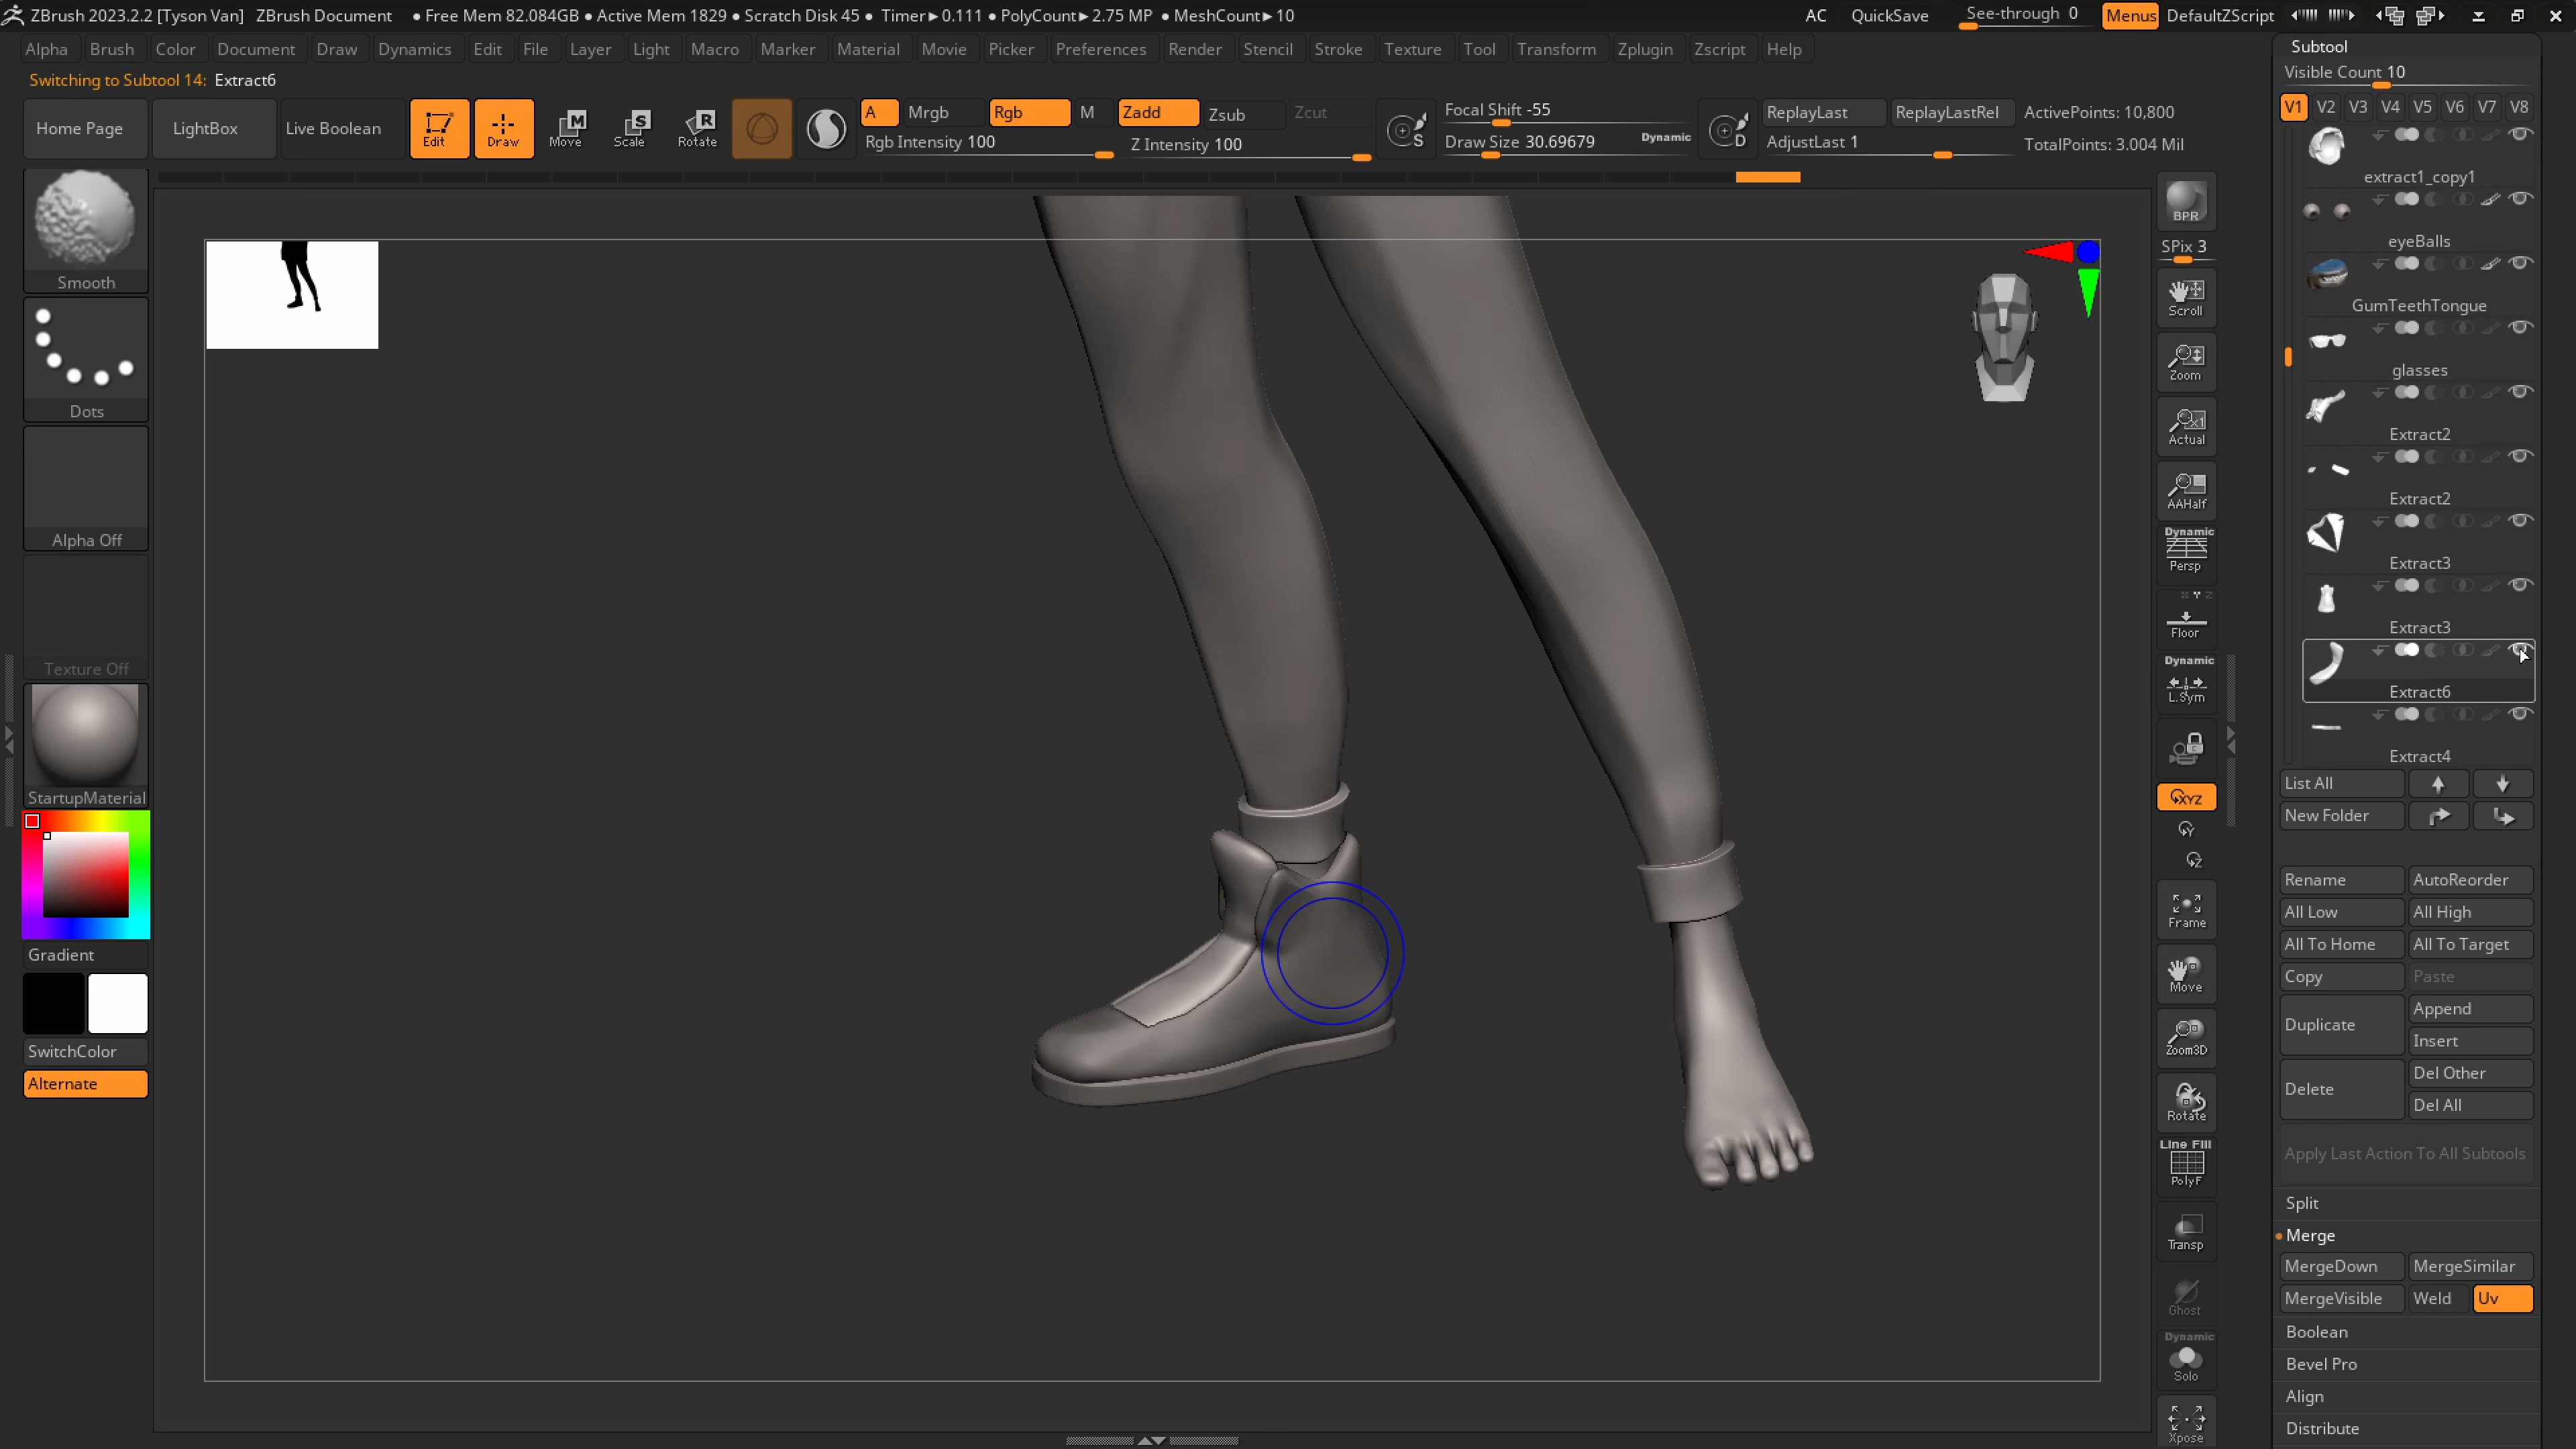 ZBrush 2023.2.2 [Tyson Van] ZBrush Document ● Free Mem 82.084GB ● Active Mem 1829 ● Scratch Disk 45 ● Timer►0.111 ● PolyCount►2.75 MP ● MeshCount►10 AC QuickSave See-through 0 Menus DefaultZScript
Alpha Brush Color Document Draw Dynamics Edit File Layer Light Macro Marker Material Movie Picker Preferences Render Stencil Stroke Texture Tool Transform Zplugin Zscript Help
Switching to Subtool 14: Extract6
Home Page LightBox Live Boolean Edit Draw Move Scale Rotate
M S R
A Mrgb Rgb M Zadd Zsub Zcut
Rgb Intensity 100 Z Intensity 100
S Focal Shift -55
Draw Size 30.69679 Dynamic
D ReplayLast ReplayLastRel ActivePoints: 10,800
AdjustLast 1 TotalPoints: 3.004 Mil
Smooth
Dots
Alpha Off
Texture Off
StartupMaterial
Gradient
SwitchColor
Alternate
BPR
SPix 3
Scroll
Zoom
x1
Actual
AAHalf
Dynamic
Persp
X Y Z
Floor
Dynamic
L.Sym
XYZ
Y
Z
Frame
Move
Zoom3D
Rotate
Line Fill
PolyF
Transp
Ghost
Dynamic
Solo
Xpose
Subtool
Visible Count 10
V1 V2 V3 V4 V5 V6 V7 V8
extract1_copy1
eyeBalls
GumTeethTongue
glasses
Extract2
Extract2
Extract3
Extract3
Extract6
Extract4
List All
New Folder
Rename AutoReorder
All Low All High
All To Home All To Target
Copy Paste
Duplicate Append
Insert
Delete Del Other
Del All
Apply Last Action To All Subtools
Split
Merge
MergeDown MergeSimilar
MergeVisible Weld Uv
Boolean
Bevel Pro
Align
Distribute